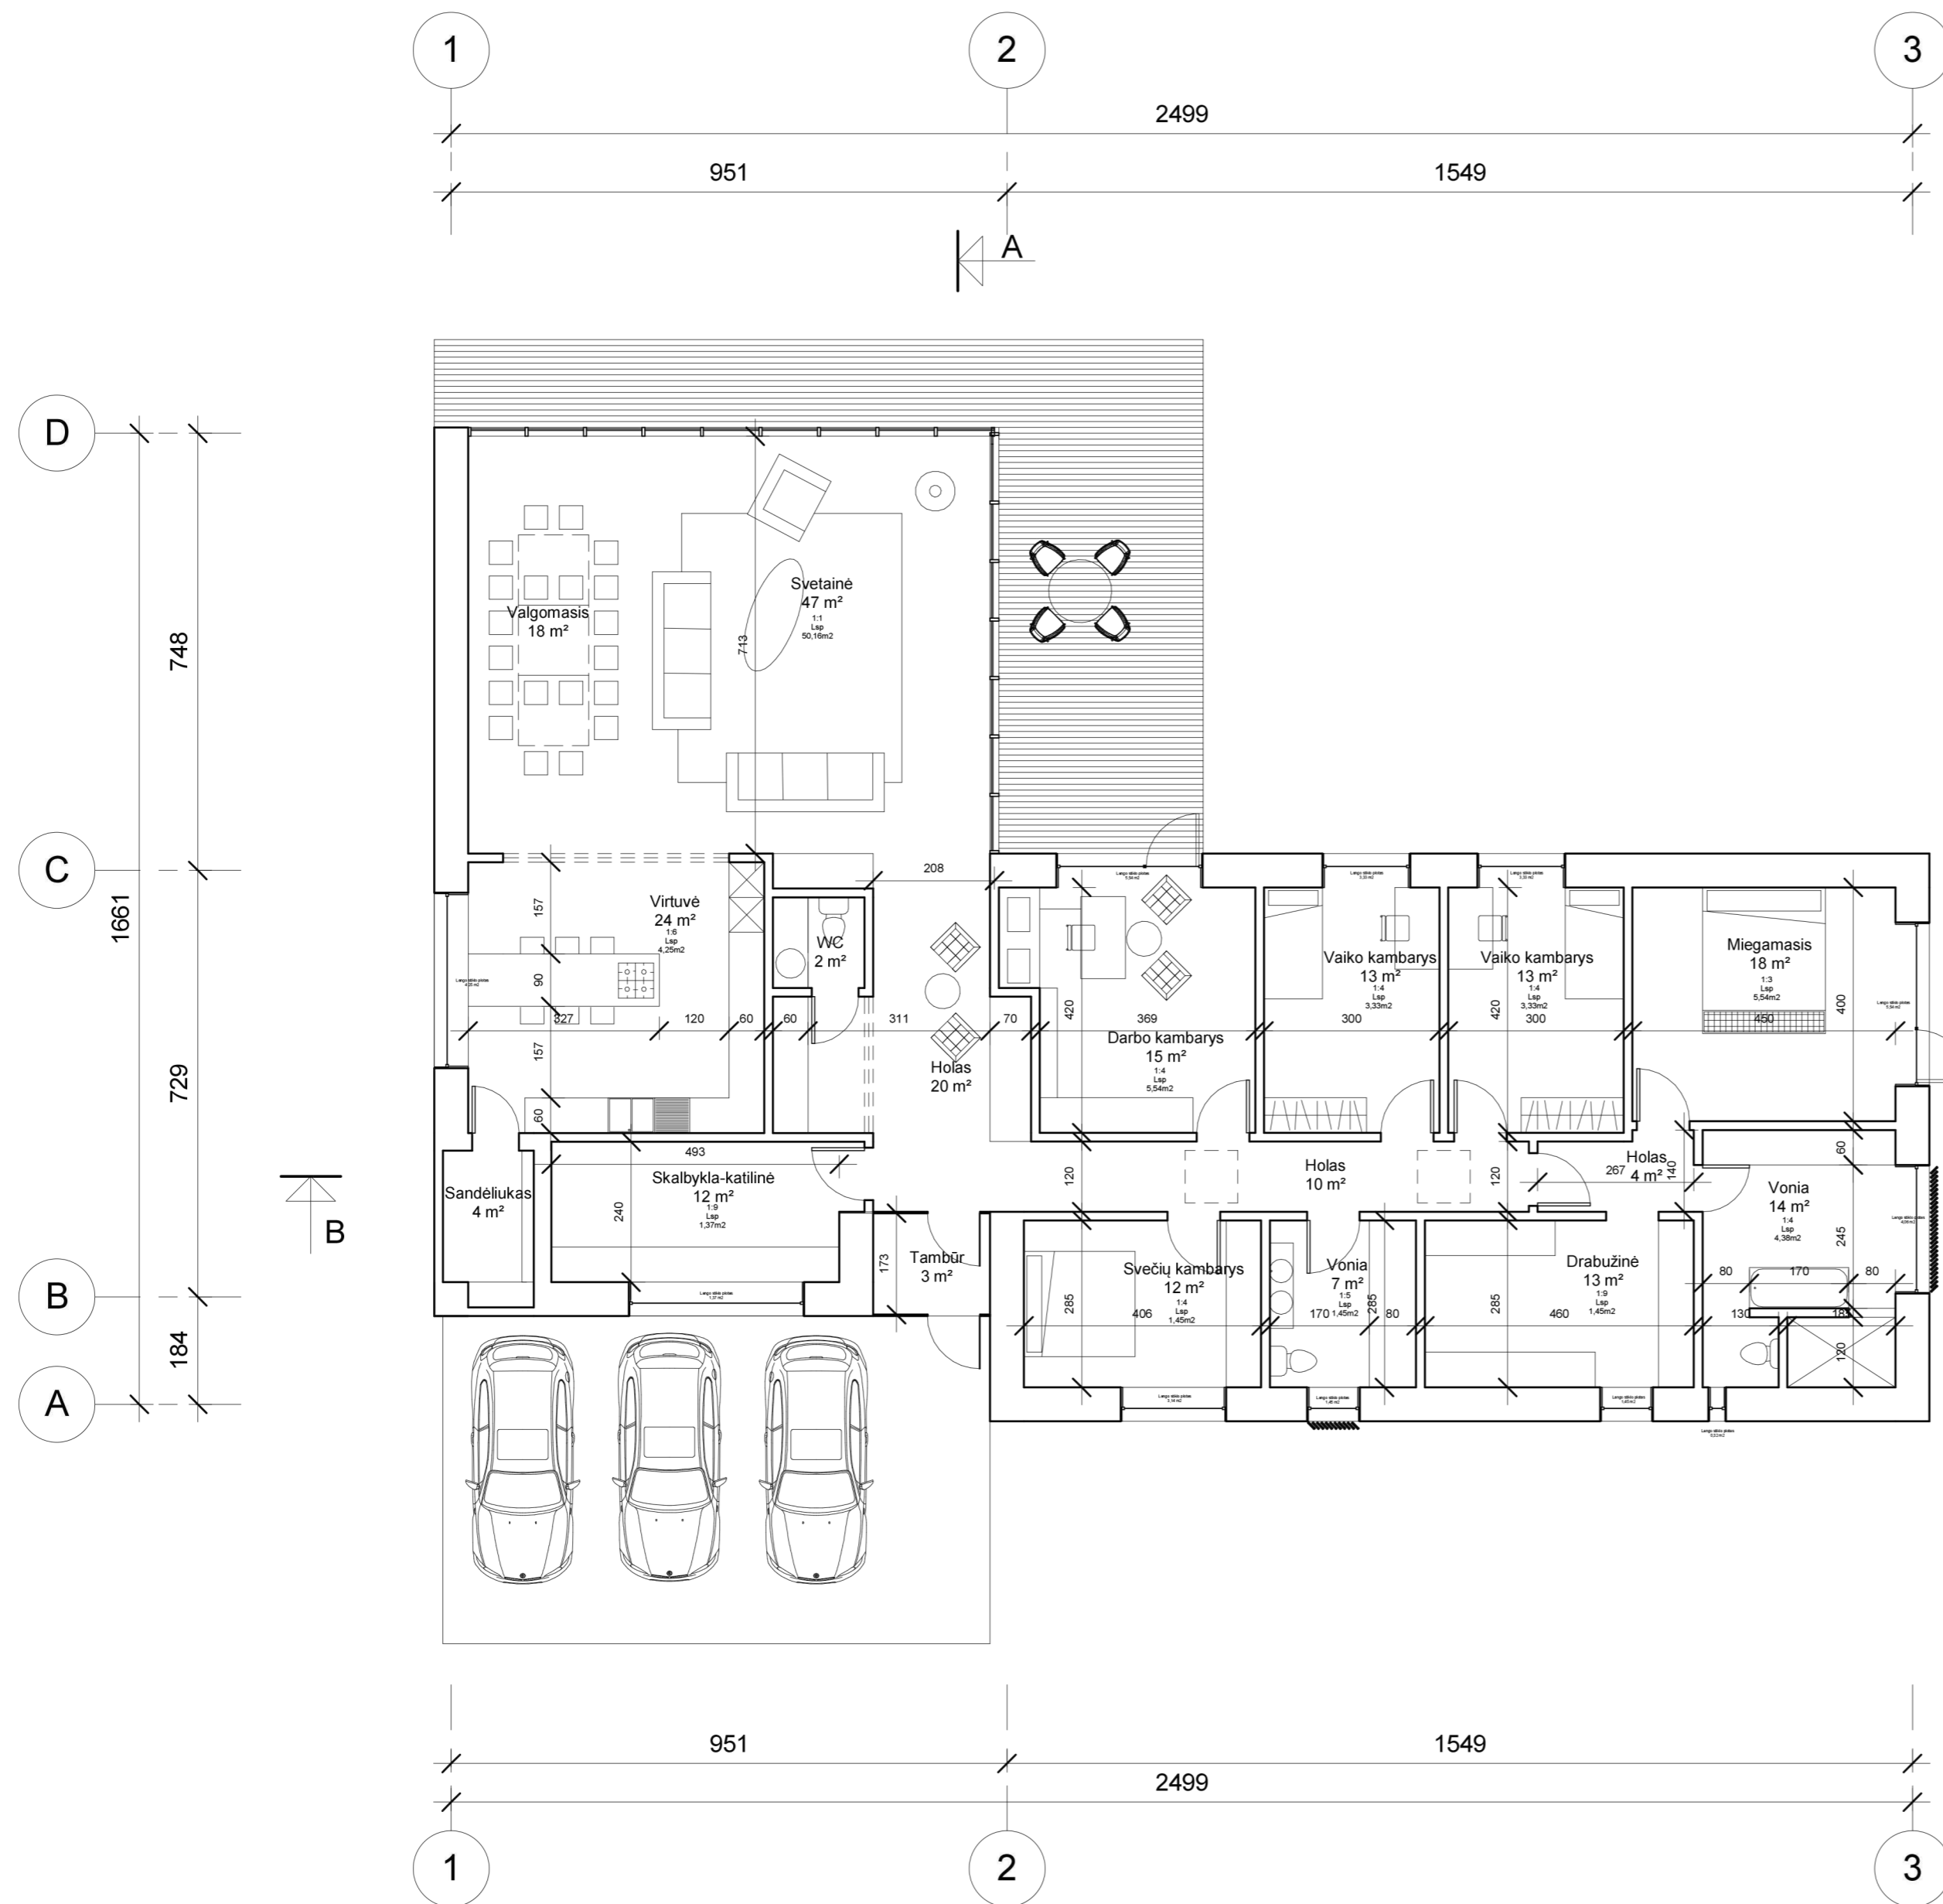 1
2
3
2499
951
1549
A
D
748
Svetainė
47 m²
1:1
Lsp
50,16m2
Valgomasis
18 m²
713
C
1661
208
Virtuvė
24 m²
1:6
Lsp
4,25m2
157
90
157
60
WC
2 m²
327
120
60
60
311
70
369
300
300
450
Holas
20 m²
420
Darbo kambarys
15 m²
1:4
Lsp
5,54m2
Vaiko kambarys
13 m²
1:4
Lsp
3,33m2
Vaiko kambarys
13 m²
1:4
Lsp
3,33m2
420
Miegamasis
18 m²
1:3
Lsp
5,54m2
400
729
493
Skalbykla-katilinė
12 m²
1:9
Lsp
1,37m2
240
Sandėliukas
4 m²
B
120
Holas
10 m²
120
Holas
4 m²
267
140
60
Vonia
14 m²
1:4
Lsp
4,38m2
245
80
170
80
173
Tambūr
3 m²
Svečių kambarys
12 m²
1:4
Lsp
1,45m2
285
406
Vonia
7 m²
1:5
Lsp
1,45m2
170
285
80
Drabužinė
13 m²
1:9
Lsp
1,45m2
285
460
130
120
B
184
A
951
1549
2499
1
2
3